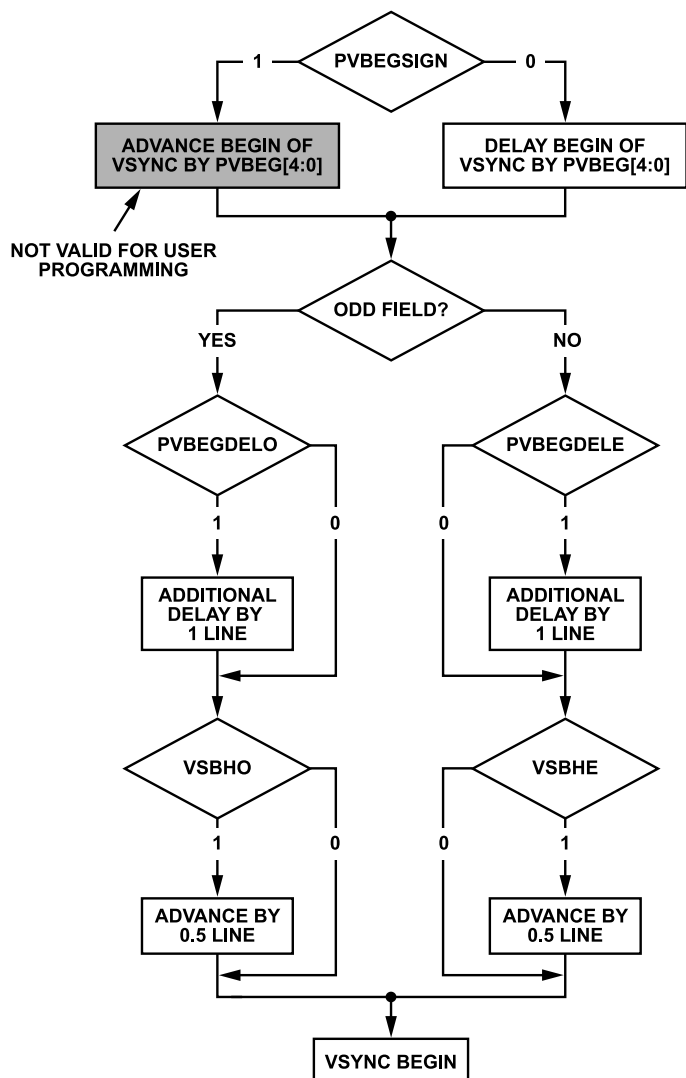 PVBEGSIGN
1
0
ADVANCE BEGIN OF
VSYNC BY PVBEG[4:0]
DELAY BEGIN OF
VSYNC BY PVBEG[4:0]
NOT VALID FOR USER
PROGRAMMING
ODD FIELD?
YES
NO
PVBEGDELO
PVBEGDELE
1
0
0
1
ADDITIONAL
DELAY BY
1 LINE
ADDITIONAL
DELAY BY
1 LINE
VSBHO
VSBHE
1
0
0
1
ADVANCE BY
0.5 LINE
ADVANCE BY
0.5 LINE
VSYNC BEGIN